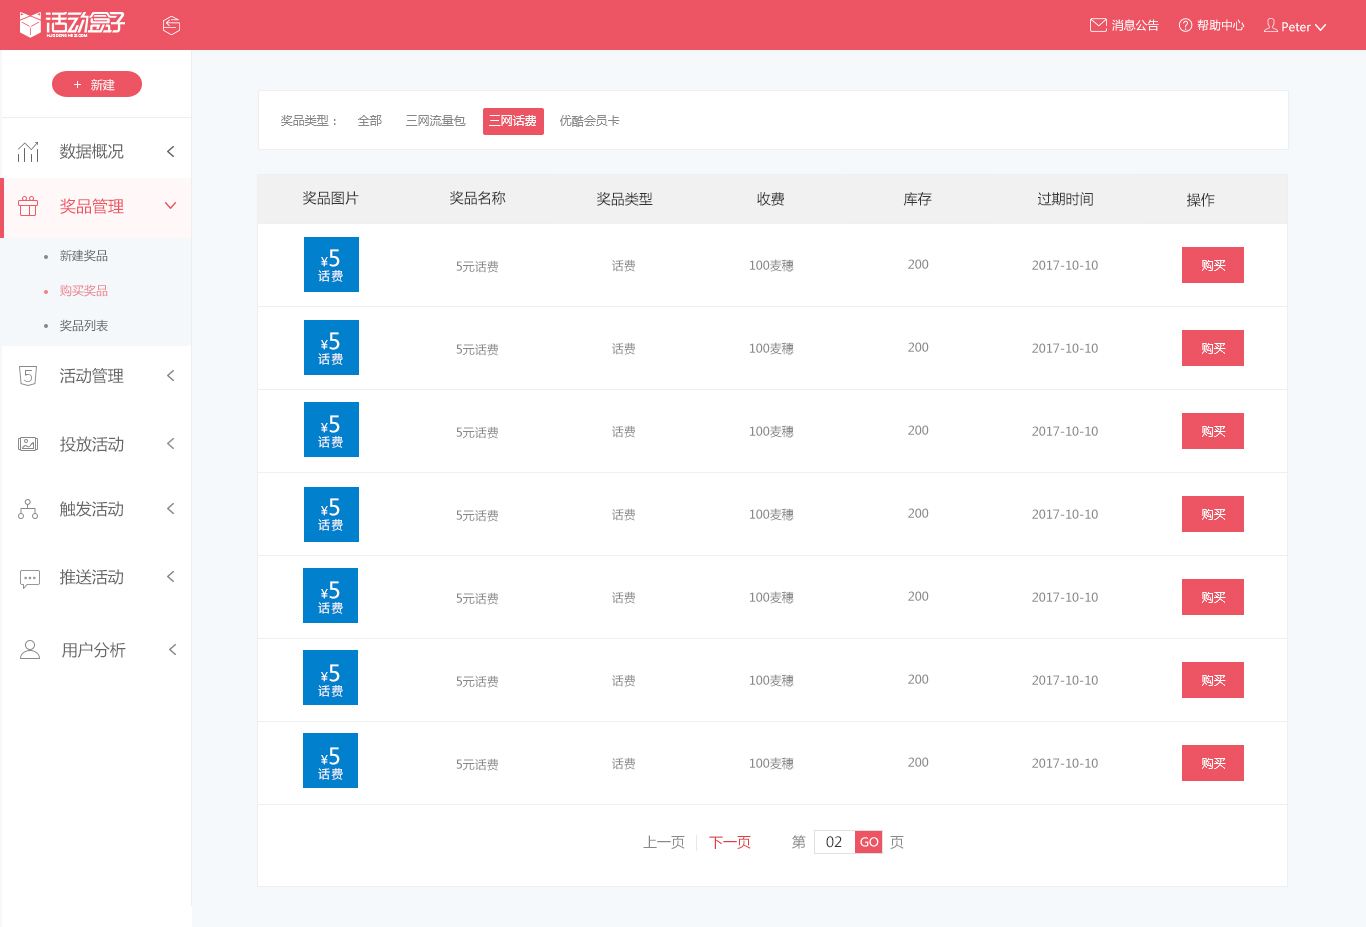 活动盒子
HUODONGHEZI.COM
消息公告
帮助中心
Peter
+ 新建
数据概况
奖品管理
新建奖品
购买奖品
奖品列表
5
活动管理
投放活动
触发活动
推送活动
用户分析
奖品类型： 全部 三网流量包 三网话费 优酷会员卡
奖品图片 奖品名称 奖品类型 收费 库存 过期时间 操作
¥5
话费
5元话费 话费 100麦穗 200 2017-10-10 购买
¥5
话费
5元话费 话费 100麦穗 200 2017-10-10 购买
¥5
话费
5元话费 话费 100麦穗 200 2017-10-10 购买
¥5
话费
5元话费 话费 100麦穗 200 2017-10-10 购买
¥5
话费
5元话费 话费 100麦穗 200 2017-10-10 购买
¥5
话费
5元话费 话费 100麦穗 200 2017-10-10 购买
¥5
话费
5元话费 话费 100麦穗 200 2017-10-10 购买
上一页 下一页 第 02 GO 页